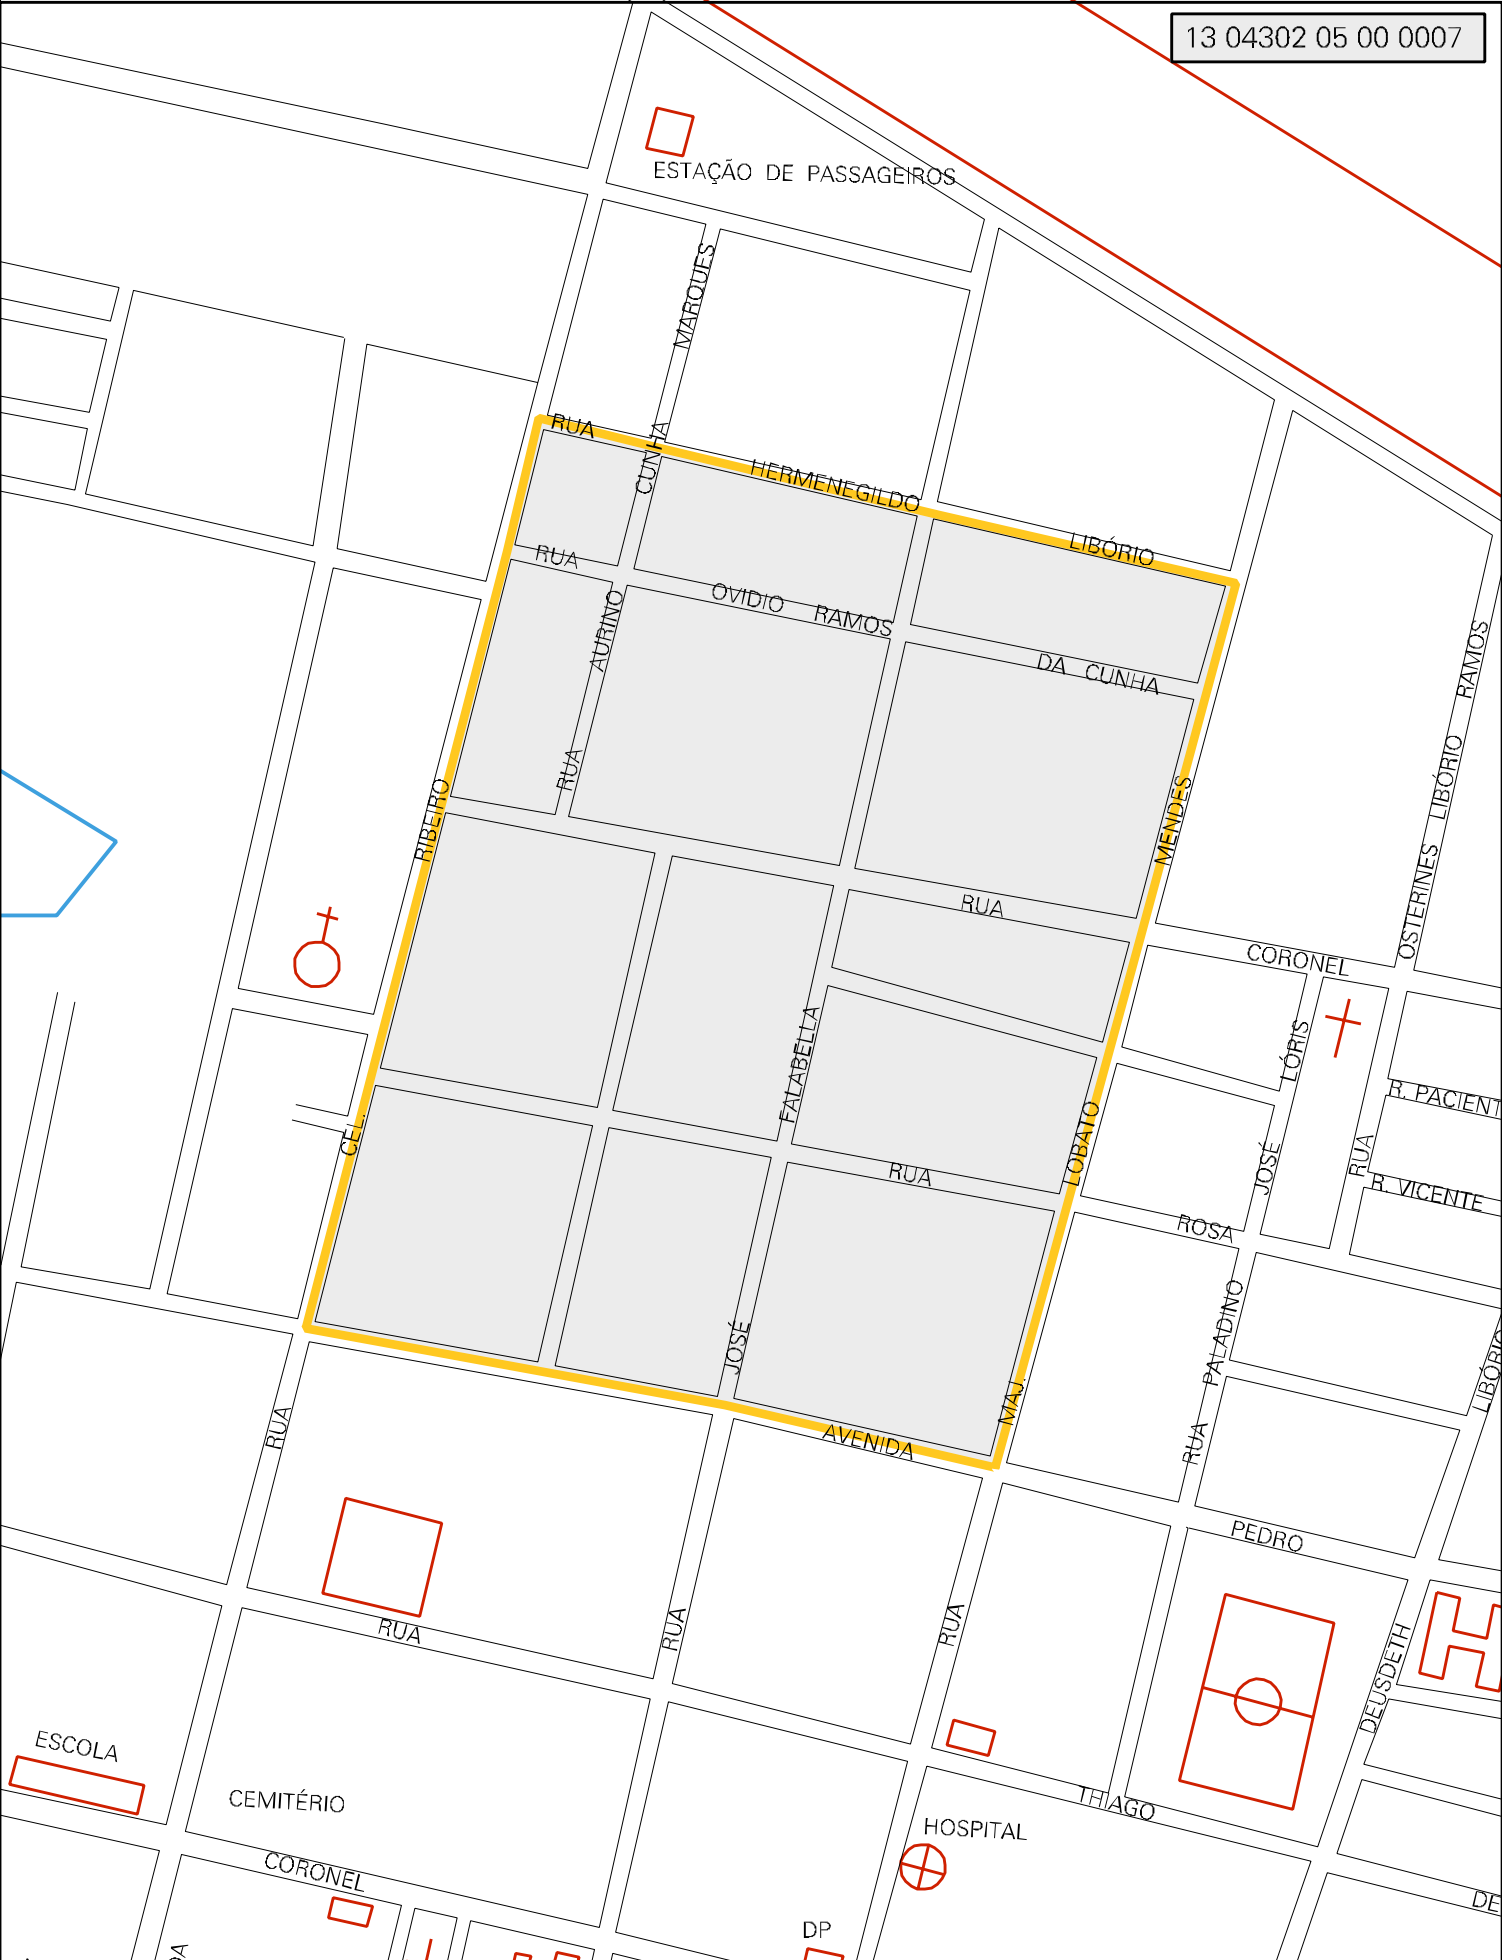 13 04302 05 00 0007
ESTAÇÃO DE PASSAGEIROS
MARQUES
CUNHA
AURINO
RUA
RUA
HERMENEGILDO
LIBÓRIO
RUA
OVIDIO RAMOS
DA CUNHA
RAMOS
LIBÓRIO
OSTERINES
RUA
RIBEIRO
CEL.
RUA
MENDES
LOBATO
MAJ.
RUA
RUA
CORONEL
LÓRIS
JOSÉ
R. PACIENT
R. VICENTE
FALABELLA
JOSÉ
RUA
RUA
ROSA
PALADINO
RUA
LIBÓRIO
DEUSDETH
AVENIDA
PEDRO
RUA
THIAGO
ESCOLA
CEMITÉRIO
HOSPITAL
CORONEL
DP
DE